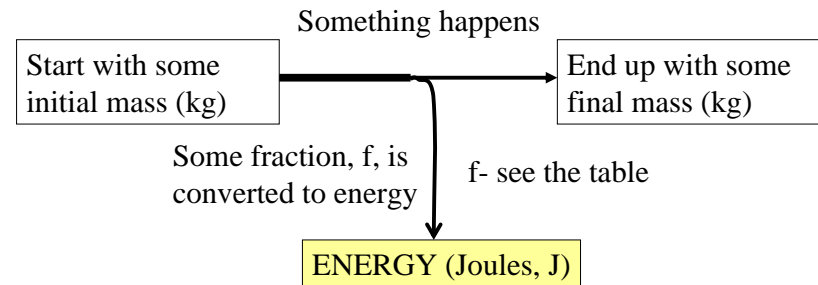 Something happens
Start with some
initial mass (kg)
End up with some
final mass (kg)
Some fraction, f, is
converted to energy
f- see the table
ENERGY (Joules, J)